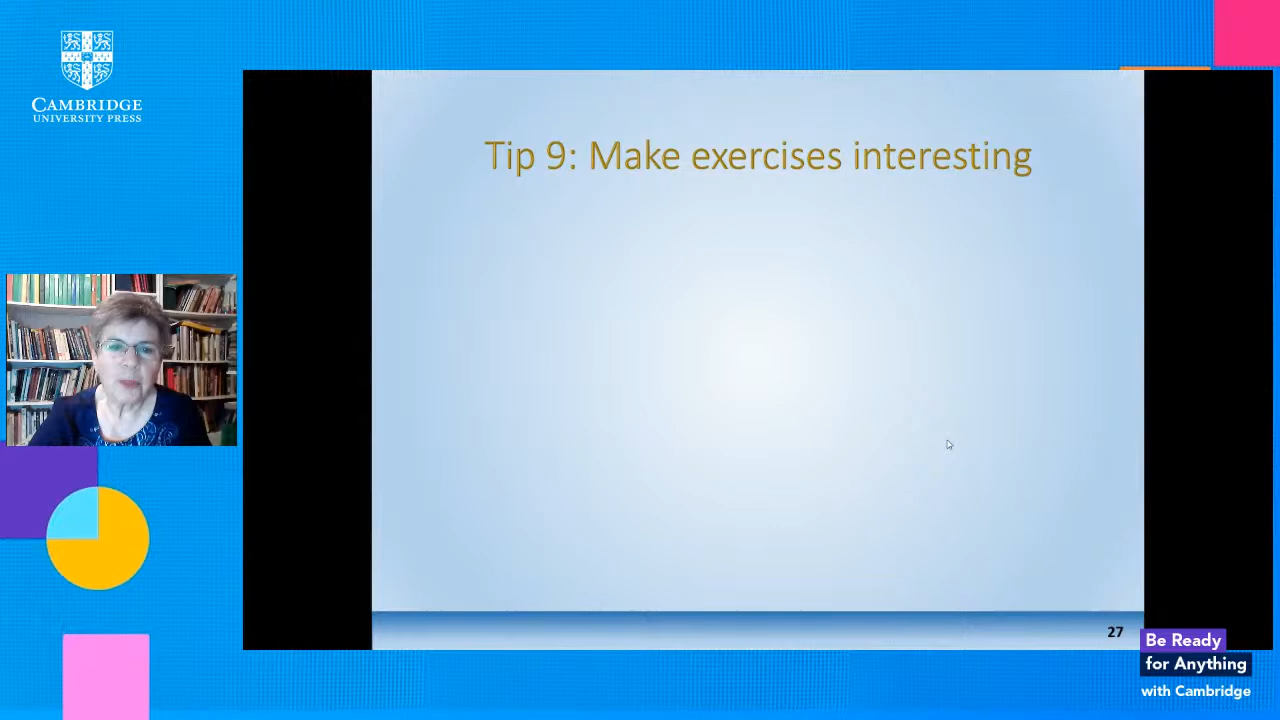 CAMBRIDGE
UNIVERSITY PRESS
Tip 9: Make exercises interesting
27
Be Ready
for Anything
with Cambridge